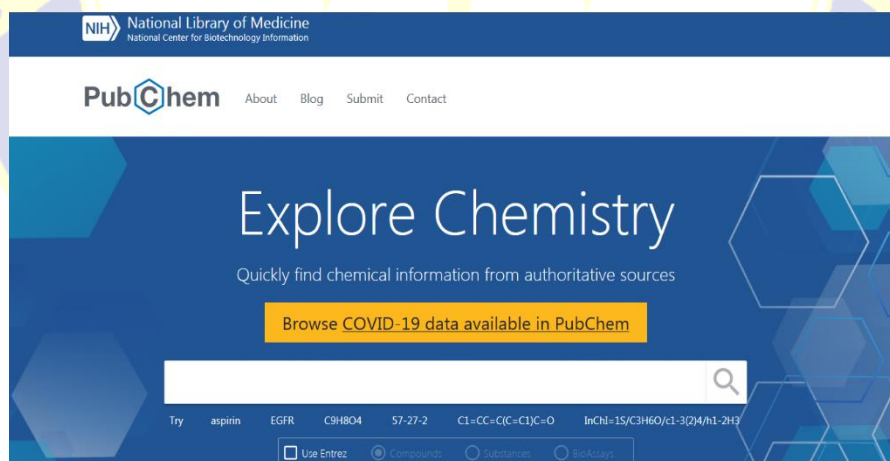 NIH National Library of Medicine
National Center for Biotechnology Information
PubChem About Blog Submit Contact
Explore Chemistry
Quickly find chemical information from authoritative sources
Browse COVID-19 data available in PubChem
Try aspirin EGFR C9H8O4 57-27-2 C1=CC=C(C=C1)C=O InChI=1S/C3H6O/c1-3(2)4/h1-2H3
Use Entrez Compounds Substances BioAssays